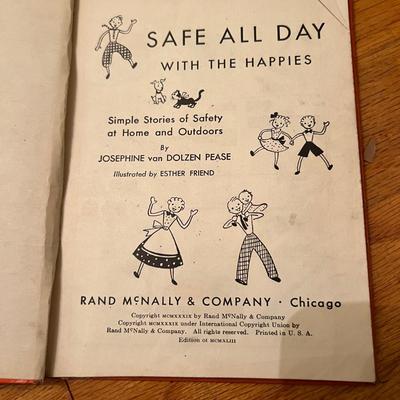 SAFE ALL DAY
WITH THE HAPPIES
Simple Stories of Safety
at Home and Outdoors
By
JOSEPHINE van DOLZEN PEASE
Illustrated by ESTHER FRIEND
RAND McNALLY & COMPANY · Chicago
Copyright MCMXXXIX by Rand McNally & Company
Copyright MCMXXXIX under International Copyright Union by
Rand McNally & Company. All rights reserved. Printed in U. S. A.
Edition of MCMXLIII